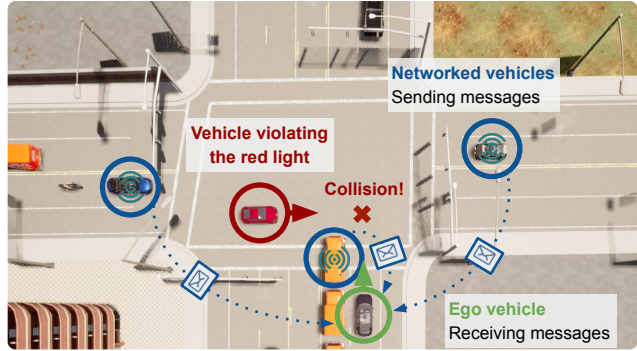 Networked vehicles
Sending messages
Vehicle violating
the red light
Collision!
Ego vehicle
Receiving messages